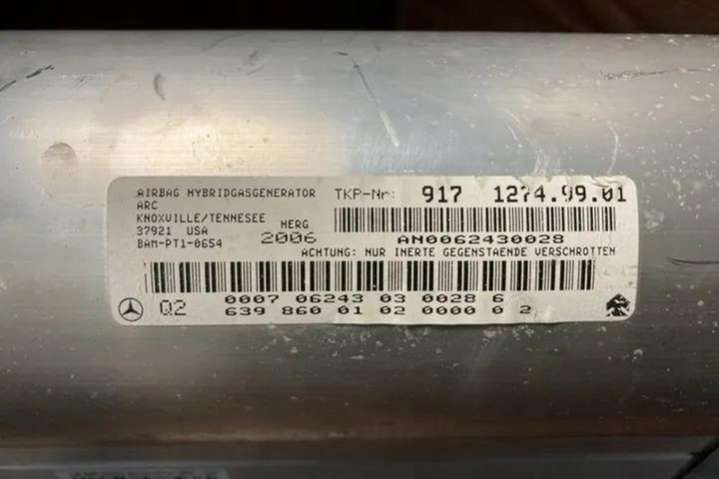 AIRBAG HYBRIDGASGENERATOR
ARC
KNOXVILLE/TENNESEE
37921 USA
BAM-PT1-0654
HERG
2006
TKP-Nr: 917 1274.99.01
AN0062430028
ACHTUNG: NUR INERTE GEGENSTAENDE VERSCHROTTEN
Q2
0007 06243 03 0028 6
639 860 01 02 0000 0 2